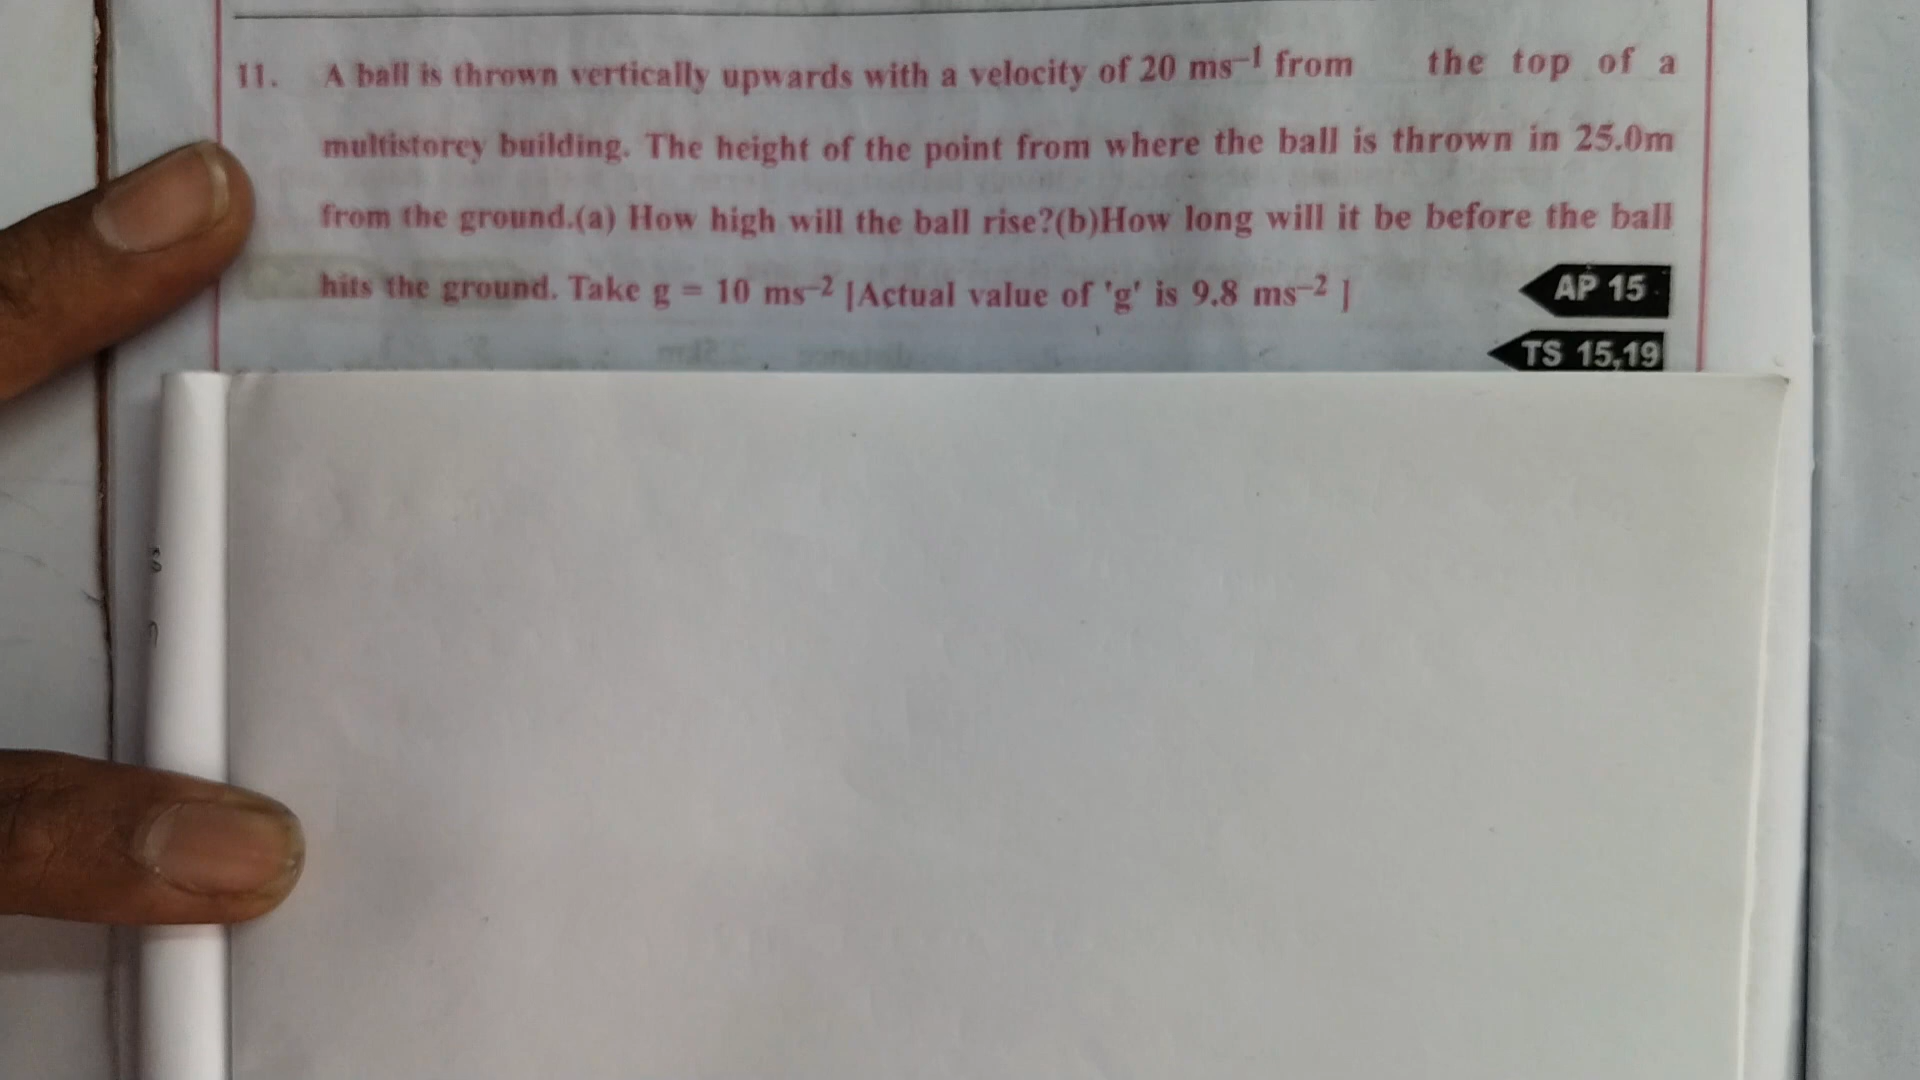 11. A ball is thrown vertically upwards with a velocity of 20 ms⁻¹ from the top of a
multistorey building. The height of the point from where the ball is thrown in 25.0m
from the ground.(a) How high will the ball rise?(b)How long will it be before the ball
hits the ground. Take g = 10 ms⁻² [Actual value of 'g' is 9.8 ms⁻² ]
AP 15
TS 15,19